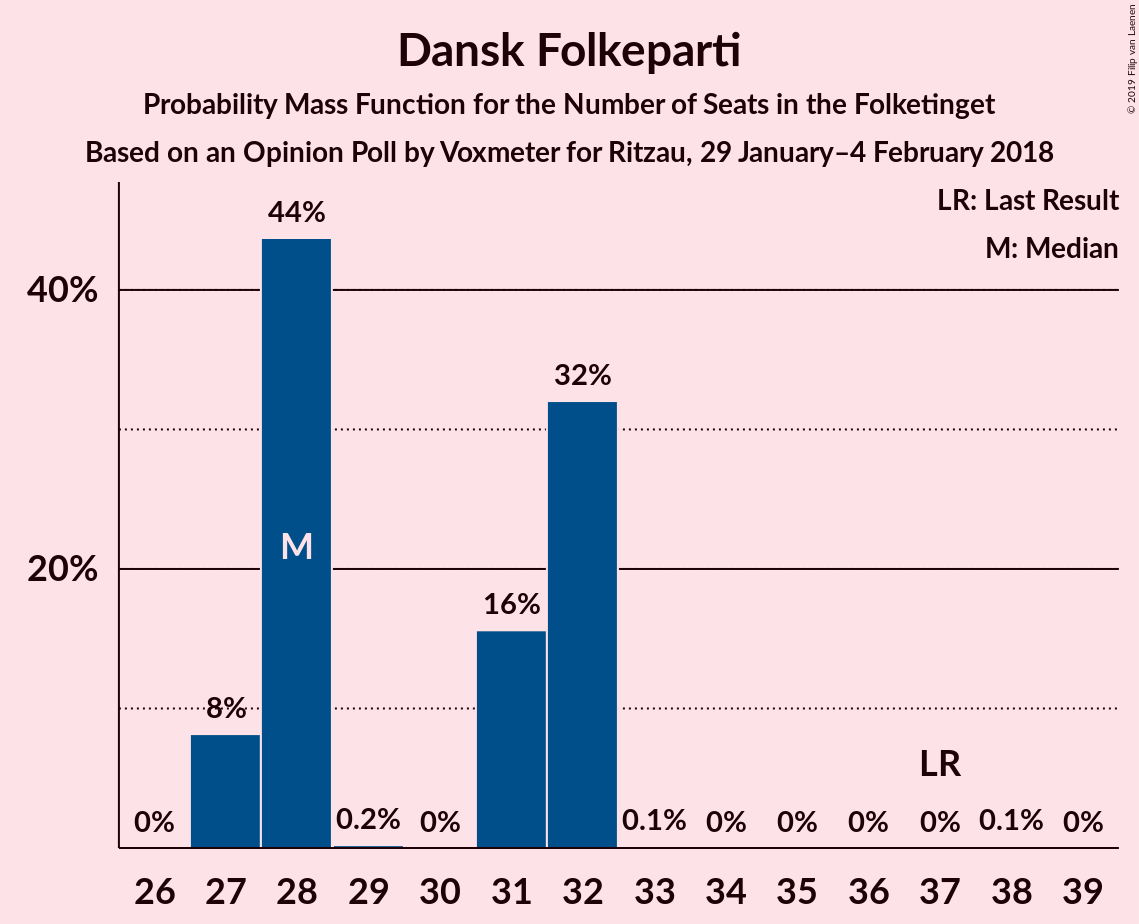 Dansk Folkeparti
Probability Mass Function for the Number of Seats in the Folketinget
Based on an Opinion Poll by Voxmeter for Ritzau, 29 January–4 February 2018
© 2019 Filip van Laenen
LR: Last Result
M: Median
40%
20%
0% 8% 44% 0.2% 0% 16% 32% 0.1% 0% 0% 0% 0% 0.1% 0%
M
LR
26 27 28 29 30 31 32 33 34 35 36 37 38 39